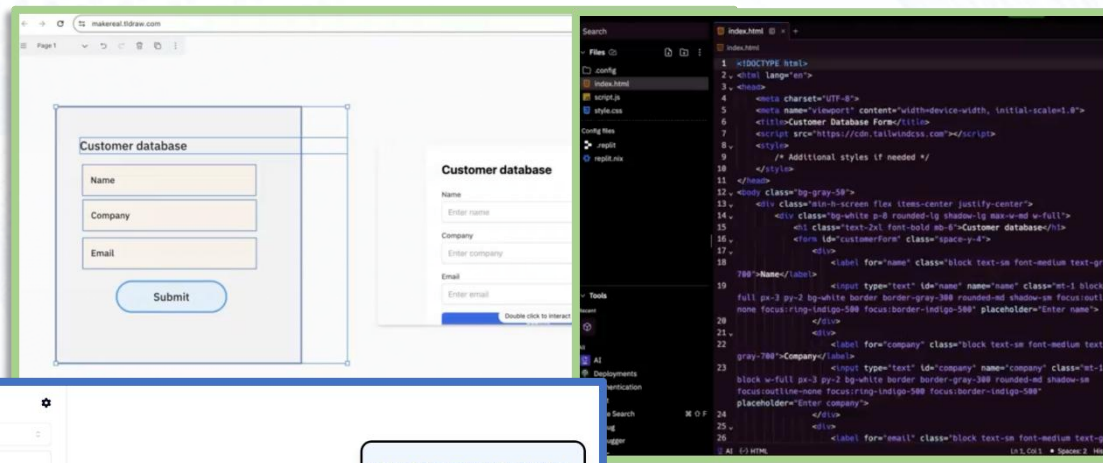 makereal.tldraw.com
Page 1
Customer database
Name
Company
Email
Submit
Customer database
Name
Enter name
Company
Enter company
Email
Enter email
Double click to interact
Search
Files
.config
index.html
script.js
style.css
Config files
.replit
replit.nix
Tools
Recent
All
AI
Deployments
index.html
index.html
1 <!DOCTYPE html>
2 <html lang="en">
3 <head>
4 <meta charset="UTF-8">
5 <meta name="viewport" content="width=device-width, initial-scale=1.0">
6 <title>Customer Database Form</title>
7 <script src="https://cdn.tailwindcss.com"></script>
8 <style>
9 /* Additional styles if needed */
10 </style>
11 </head>
12 <body class="bg-gray-50">
13 <div class="min-h-screen flex items-center justify-center">
14 <div class="bg-white p-8 rounded-lg shadow-lg max-w-md w-full">
15 <h1 class="text-2xl font-bold mb-6">Customer database</h1>
16 <form id="customerForm" class="space-y-4">
17 <div>
18 <label for="name" class="block text-sm font-medium text-gr
700">Name</label>
19 <input type="text" id="name" name="name" class="mt-1 block
full px-3 py-2 bg-white border border-gray-300 rounded-md shadow-sm focus:outl
none focus:ring-indigo-500 focus:border-indigo-500" placeholder="Enter name">
20 </div>
21 <div>
22 <label for="company" class="block text-sm font-medium text
gray-700">Company</label>
23 <input type="text" id="company" name="company" class="mt-1
block w-full px-3 py-2 bg-white border border-gray-300 rounded-md shadow-sm
focus:outline-none focus:ring-indigo-500 focus:border-indigo-500"
placeholder="Enter company">
24 </div>
25 <div>
26 <label for="email" class="block text-sm font-medium text-g
AI {-} HTML
Ln 1, Col 1 • Spaces: 2 His